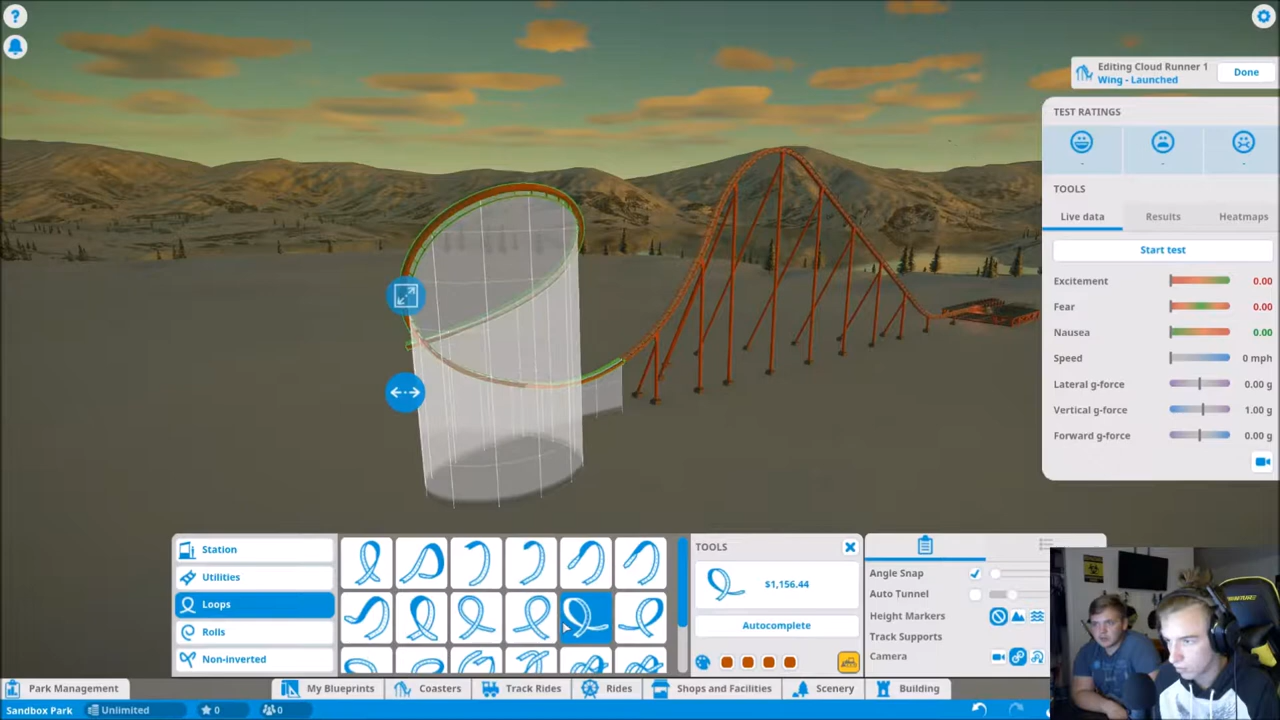 ?
Editing Cloud Runner 1
Wing - Launched
Done
TEST RATINGS
- - -
TOOLS
Live data Results Heatmaps
Start test
Excitement 0.00
Fear 0.00
Nausea 0.00
Speed 0 mph
Lateral g-force 0.00 g
Vertical g-force 1.00 g
Forward g-force 0.00 g
Station
Utilities
Loops
Rolls
Non-inverted
TOOLS
$1,156.44
Autocomplete
Angle Snap
Auto Tunnel
Height Markers
Track Supports
Camera
Park Management My Blueprints Coasters Track Rides Rides Shops and Facilities Scenery Building
Sandbox Park Unlimited 0 0